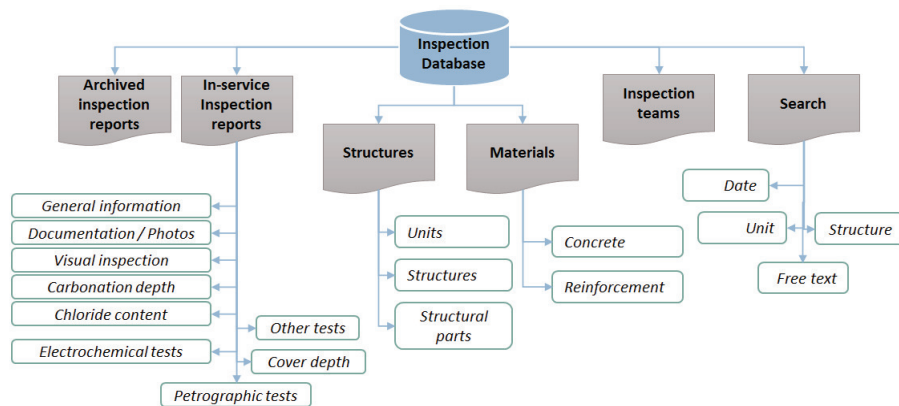 Inspection
Database
Archived
inspection
reports
In-service
Inspection
reports
Structures
Materials
Inspection
teams
Search
General information
Documentation / Photos
Visual inspection
Carbonation depth
Chloride content
Electrochemical tests
Other tests
Cover depth
Petrographic tests
Units
Structures
Structural
parts
Concrete
Reinforcement
Date
Unit
Structure
Free text